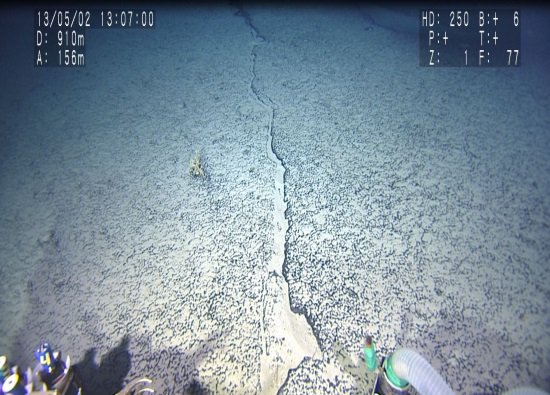 13/05/02 13:07:00
D: 910m
A: 156m
HD: 250 B:+ 6
P:+ T:+
Z: 1 F: 77